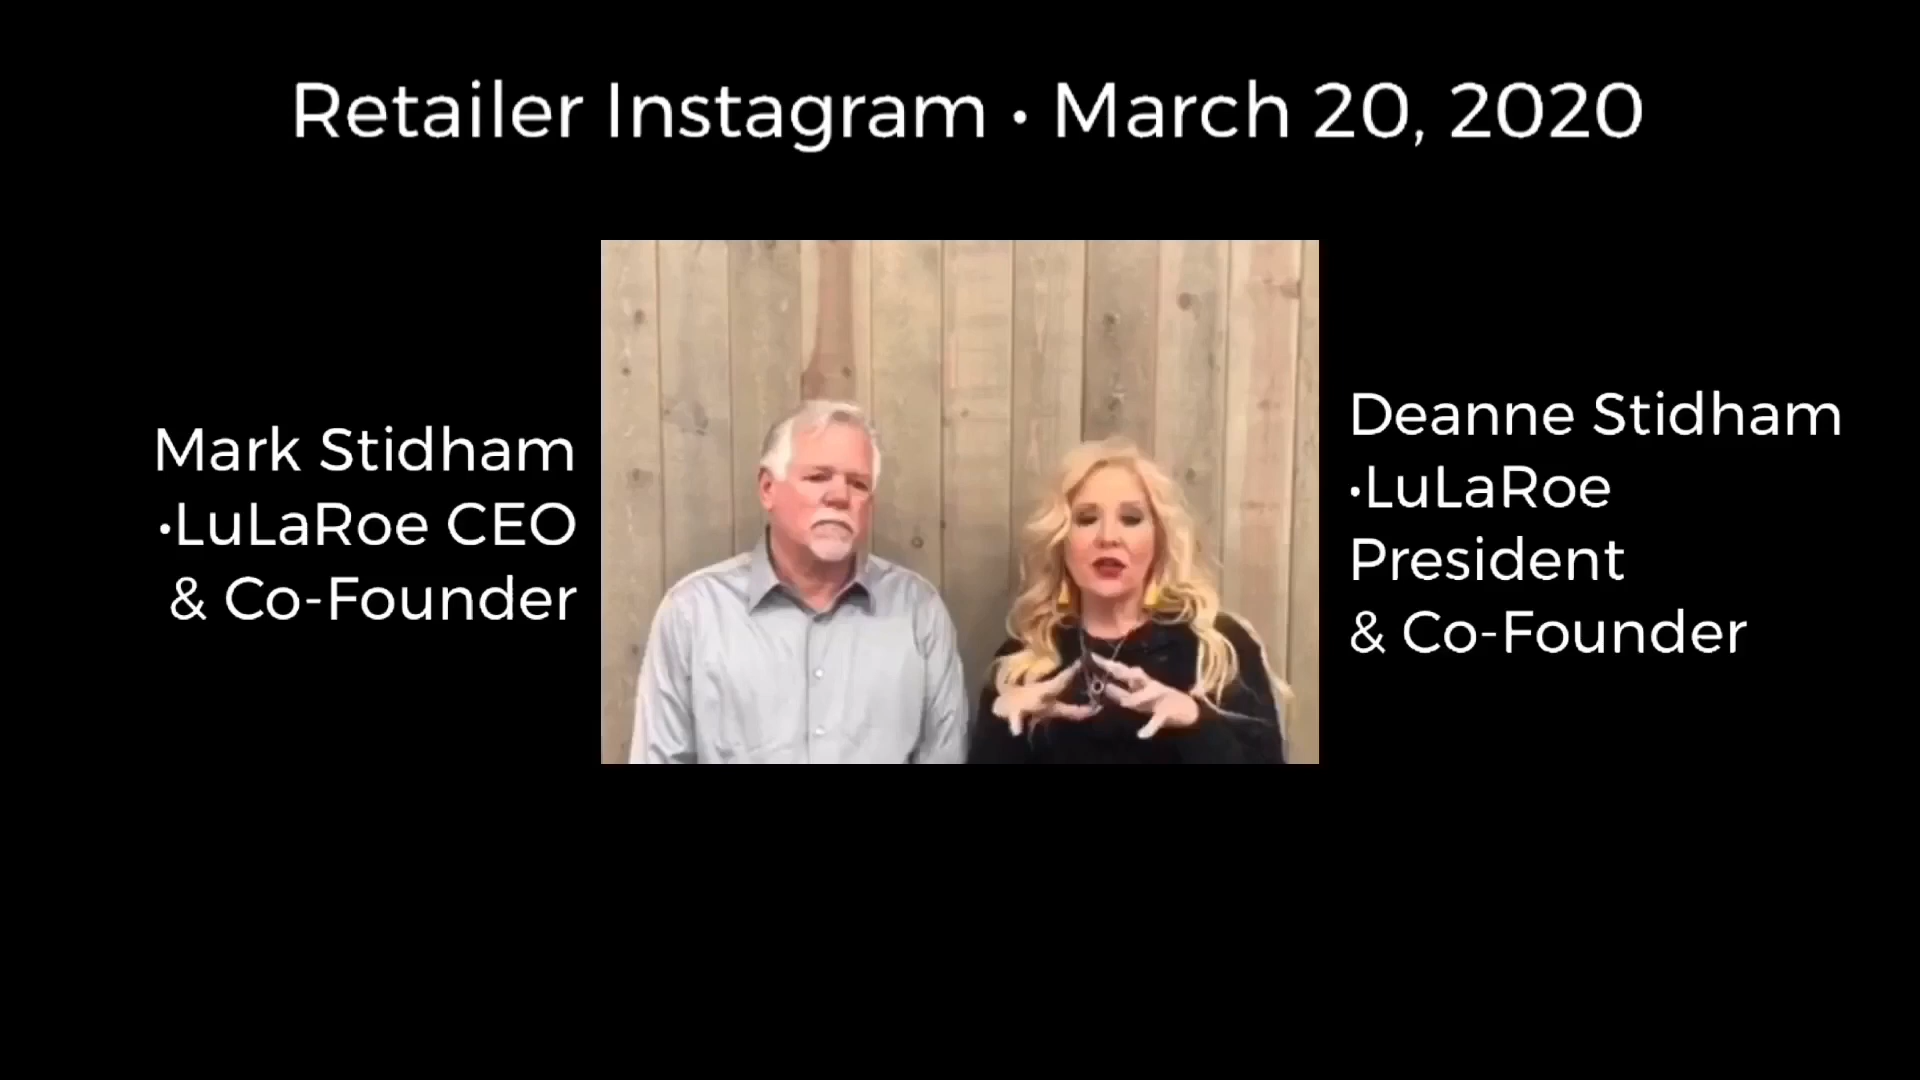 Retailer Instagram • March 20, 2020
Mark Stidham
•LuLaRoe CEO
& Co-Founder
Deanne Stidham
•LuLaRoe
President
& Co-Founder